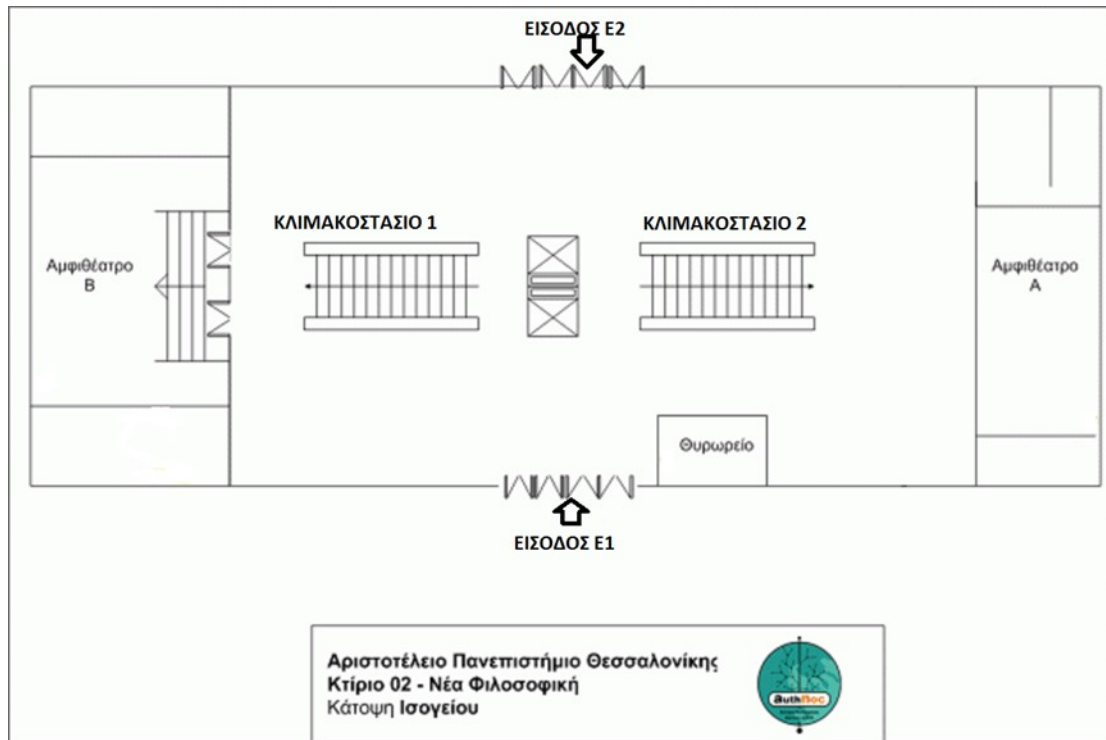 ΕΙΣΟΔΟΣ Ε2
ΚΛΙΜΑΚΟΣΤΑΣΙΟ 1
ΚΛΙΜΑΚΟΣΤΑΣΙΟ 2
Αμφιθέατρο
Β
Αμφιθέατρο
Α
Θυρωρείο
ΕΙΣΟΔΟΣ Ε1
Αριστοτέλειο Πανεπιστήμιο Θεσσαλονίκης
Κτίριο 02 - Νέα Φιλοσοφική
Κάτοψη Ισογείου
authnoc